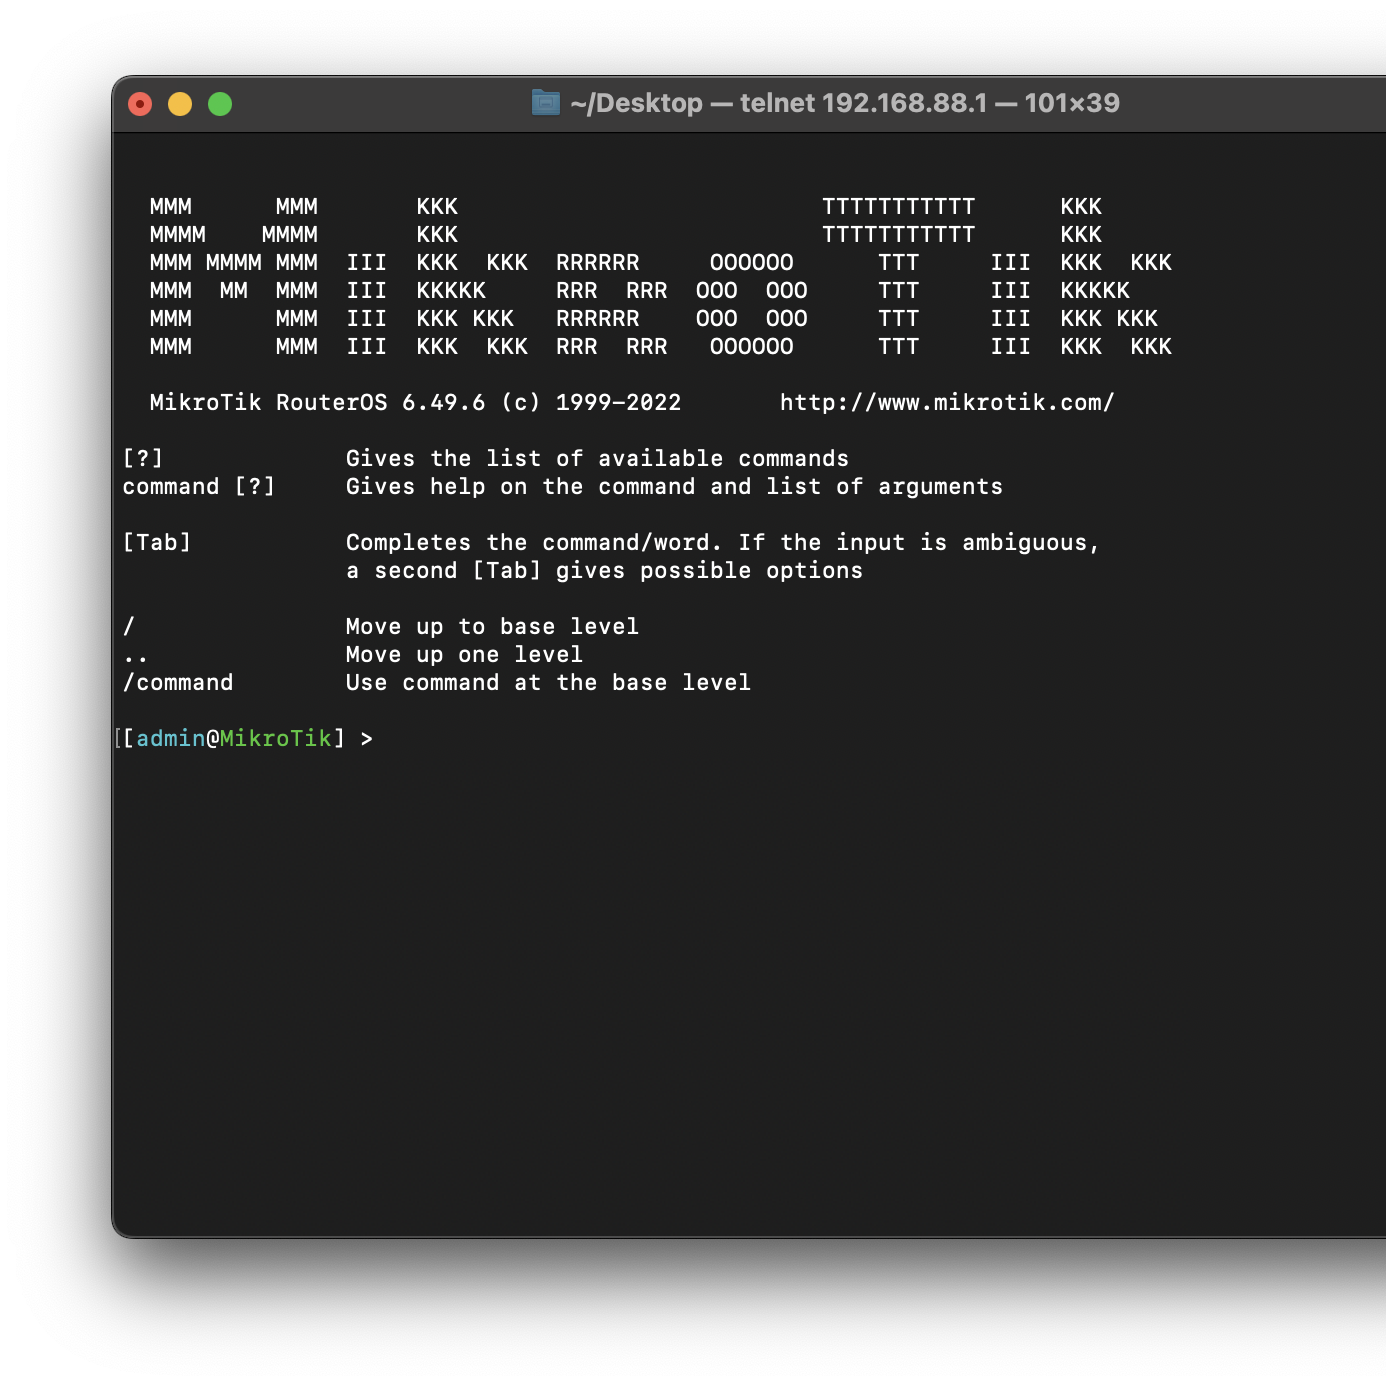 ~/Desktop — telnet 192.168.88.1 — 101×39
  MMM      MMM       KKK                          TTTTTTTTTTT      KKK
  MMMM    MMMM       KKK                          TTTTTTTTTTT      KKK
  MMM MMMM MMM  III  KKK  KKK  RRRRRR     OOOOOO      TTT     III  KKK  KKK
  MMM  MM  MMM  III  KKKKK     RRR  RRR  OOO  OOO     TTT     III  KKKKK
  MMM      MMM  III  KKK KKK   RRRRRR    OOO  OOO     TTT     III  KKK KKK
  MMM      MMM  III  KKK  KKK  RRR  RRR   OOOOOO      TTT     III  KKK  KKK
  MikroTik RouterOS 6.49.6 (c) 1999-2022       http://www.mikrotik.com/
[?]             Gives the list of available commands
command [?]     Gives help on the command and list of arguments
[Tab]           Completes the command/word. If the input is ambiguous,
                a second [Tab] gives possible options
/               Move up to base level
..              Move up one level
/command        Use command at the base level
[[admin@MikroTik] >